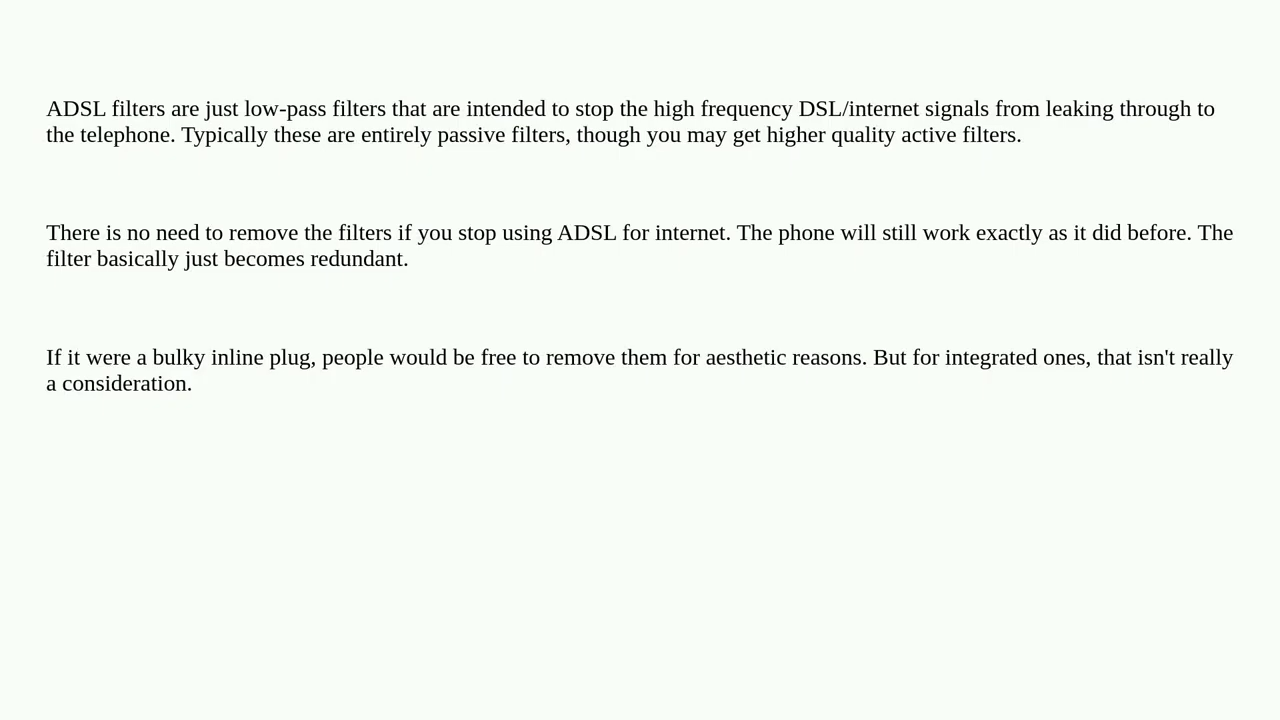 ADSL filters are just low-pass filters that are intended to stop the high frequency DSL/internet signals from leaking through to
the telephone. Typically these are entirely passive filters, though you may get higher quality active filters.
There is no need to remove the filters if you stop using ADSL for internet. The phone will still work exactly as it did before. The
filter basically just becomes redundant.
If it were a bulky inline plug, people would be free to remove them for aesthetic reasons. But for integrated ones, that isn't really
a consideration.